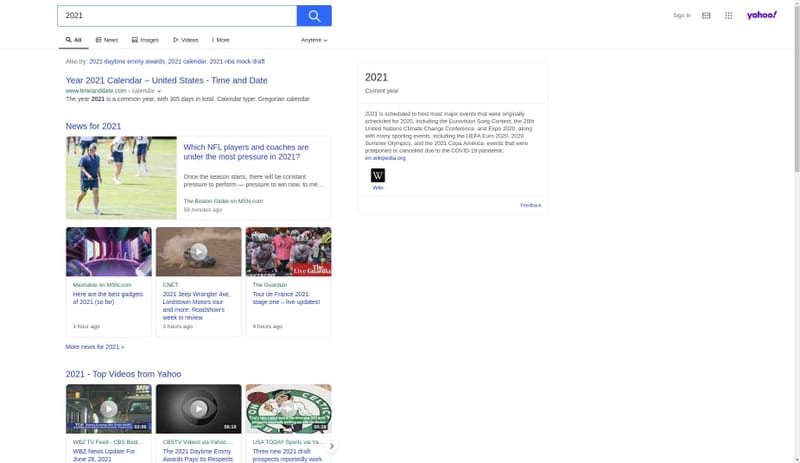 2021
Sign in
yahoo!
All
News
Images
Videos
More
Anytime
Also try: 2021 daytime emmy awards, 2021 calendar, 2021 nba mock draft
Year 2021 Calendar – United States - Time and Date
www.timeanddate.com › calendar
The year 2021 is a common year, with 365 days in total. Calendar type: Gregorian calendar
News for 2021
Which NFL players and coaches are
under the most pressure in 2021?
Once the season starts, there will be constant
pressure to perform — pressure to win now, to me…
The Boston Globe on MSN.com
59 minutes ago
Mashable on MSN.com
Here are the best gadgets
of 2021 (so far)
1 hour ago
CNET
2021 Jeep Wrangler 4xe,
Lordstown Motors tour
and more: Roadshow's
week in review
2 hours ago
The
Live Guardia
The Guardian
Tour de France 2021:
stage one – live updates!
4 hours ago
More news for 2021 »
2021 - Top Videos from Yahoo
02:06
WBZ TV Feed - CBS Bost...
WBZ News Update For
June 26, 2021
CBSTV Videos via Yahoo ...
The 2021 Daytime Emmy
Awards Pays Its Respects
USA TODAY Sports via Ya...
Three new 2021 draft
prospects reportedly work
2021
Current year
2021 is scheduled to host most major events that were originally
scheduled for 2020, including the Eurovision Song Contest, the 26th
United Nations Climate Change Conference, and Expo 2020, along
with many sporting events, including the UEFA Euro 2020, 2020
Summer Olympics, and the 2021 Copa América; events that were
postponed or canceled due to the COVID-19 pandemic.
en.wikipedia.org
W
Wiki
Feedback